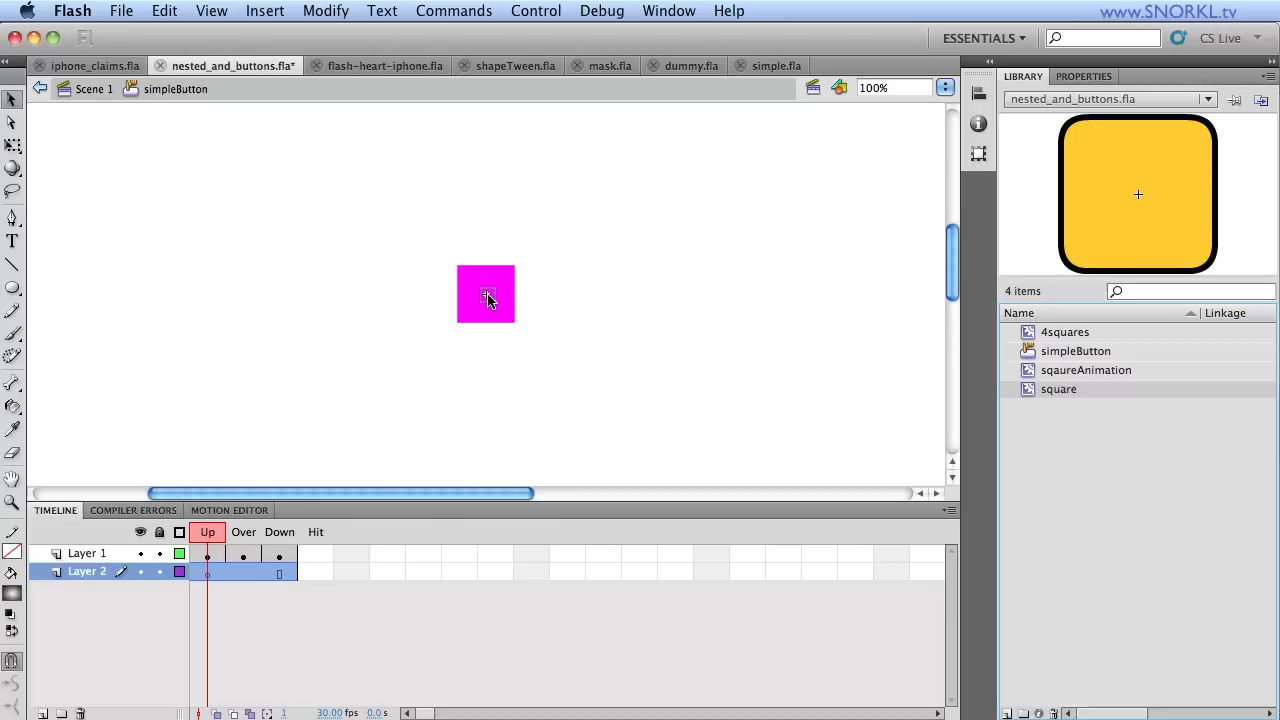 Flash File Edit View Insert Modify Text Commands Control Debug Window Help www.SNORKL.tv
Fl ESSENTIALS CS Live
iphone_claims.fla nested_and_buttons.fla* flash-heart-iphone.fla shapeTween.fla mask.fla dummy.fla simple.fla
Scene 1 simpleButton 100%
LIBRARY PROPERTIES
nested_and_buttons.fla
4 items
Name Linkage
4squares
simpleButton
sqaureAnimation
square
TIMELINE COMPILER ERRORS MOTION EDITOR
Up Over Down Hit
Layer 1
Layer 2
1 30.00 fps 0.0 s